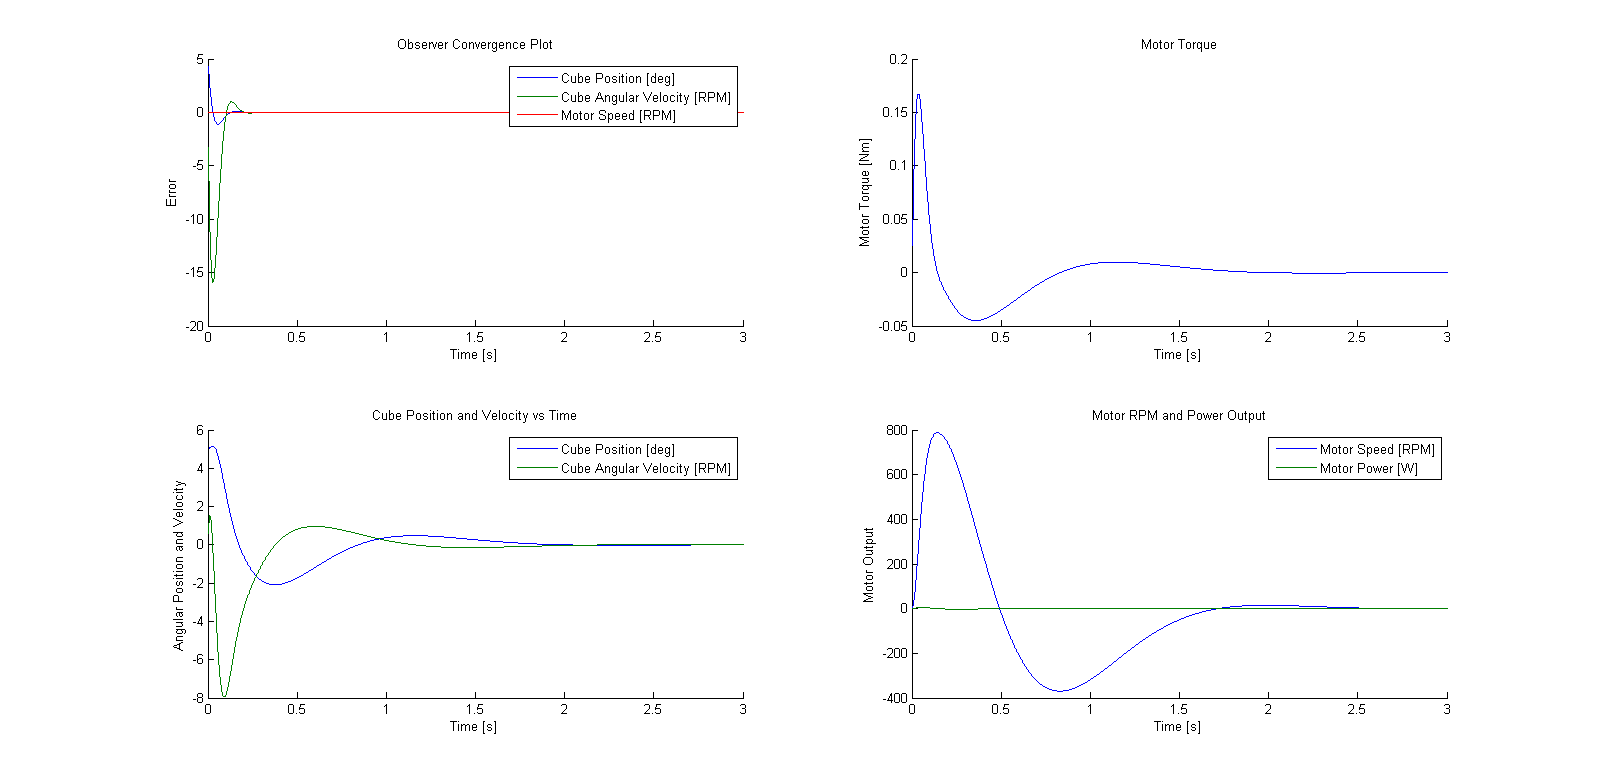 Observer Convergence Plot
5
0
-5
-10
-15
-20
Error
Cube Position [deg]
Cube Angular Velocity [RPM]
Motor Speed [RPM]
0 0.5 1 1.5 2 2.5 3
Time [s]
Motor Torque
0.2
0.15
0.1
0.05
0
-0.05
Motor Torque [Nm]
0 0.5 1 1.5 2 2.5 3
Time [s]
Cube Position and Velocity vs Time
6
4
2
0
-2
-4
-6
-8
Angular Position and Velocity
Cube Position [deg]
Cube Angular Velocity [RPM]
0 0.5 1 1.5 2 2.5 3
Time [s]
Motor RPM and Power Output
800
600
400
200
0
-200
-400
Motor Output
Motor Speed [RPM]
Motor Power [W]
0 0.5 1 1.5 2 2.5 3
Time [s]